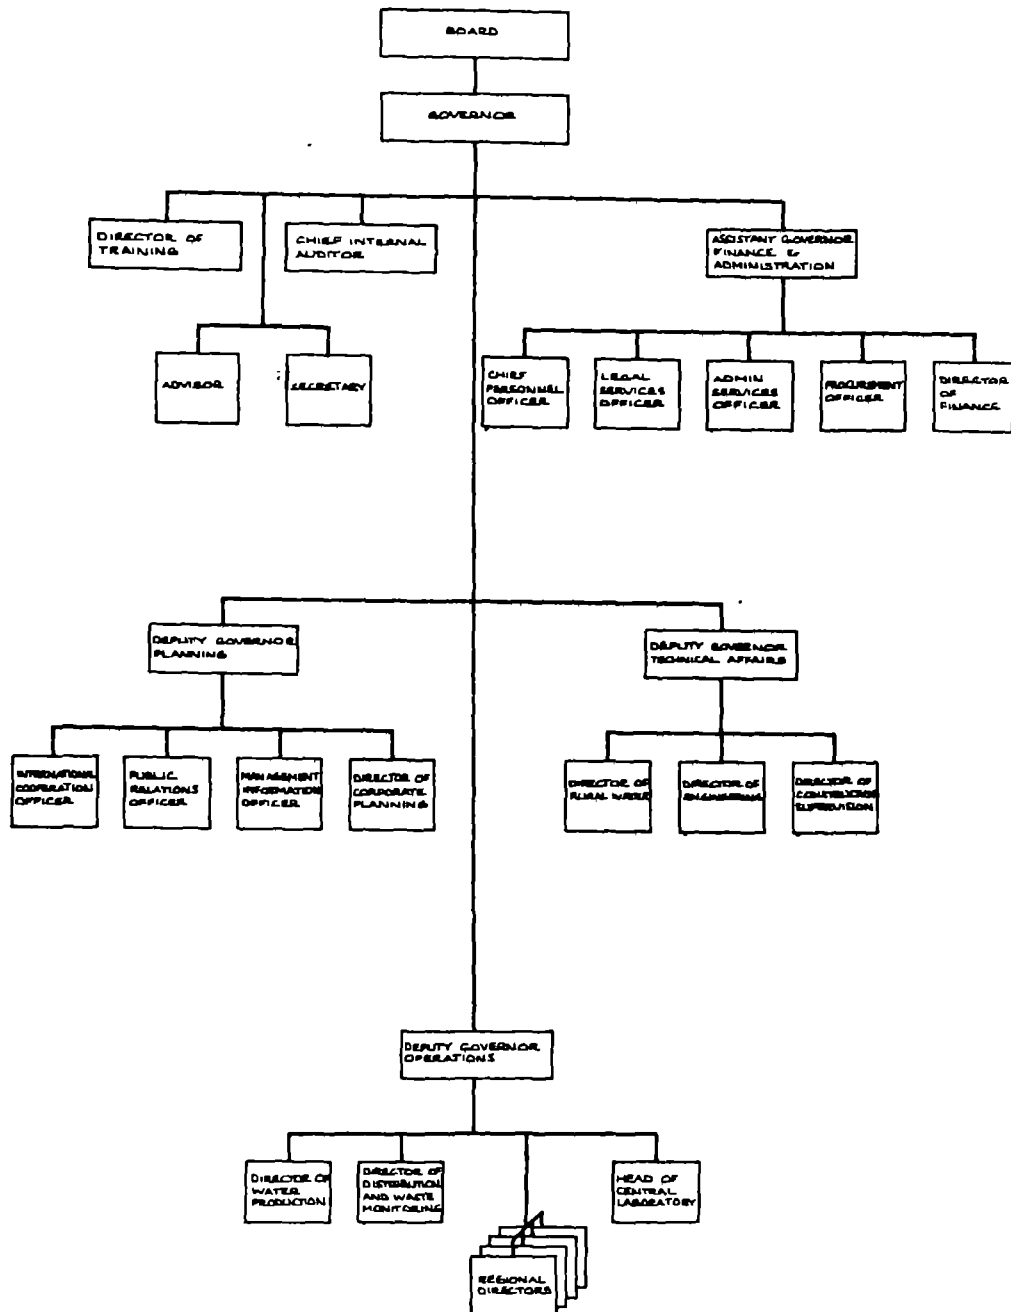 BOARD
GOVERNOR
DIRECTOR OF
TRAINING
CHIEF INTERNAL
AUDITOR
ASSISTANT GOVERNOR
FINANCE &
ADMINISTRATION
ADVISOR
SECRETARY
CHIEF
PERSONNEL
OFFICER
LEGAL
SERVICES
OFFICER
ADMIN
SERVICES
OFFICER
PROCUREMENT
OFFICER
DIRECTOR
OF
FINANCE
DEPUTY GOVERNOR
PLANNING
DEPUTY GOVERNOR
TECHNICAL AFFAIRS
INTERNATIONAL
COOPERATION
OFFICER
PUBLIC
RELATIONS
OFFICER
MANAGEMENT
INFORMATION
OFFICER
DIRECTOR OF
CORPORATE
PLANNING
DIRECTOR OF
RURAL WATER
DIRECTOR OF
ENGINEERING
DIRECTOR OF
CONSTRUCTION
SUPERVISION
DEPUTY GOVERNOR
OPERATIONS
DIRECTOR OF
WATER
PRODUCTION
DIRECTOR OF
DISTRIBUTION
AND WASTE
MONITORING
HEAD OF
CENTRAL
LABORATORY
REGIONAL
DIRECTORS